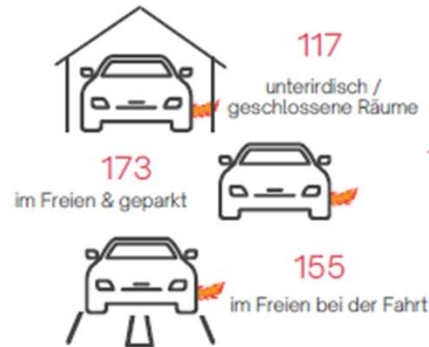 117
unterirdisch /
geschlossene Räume
173
im Freien & geparkt
155
im Freien bei der Fahrt